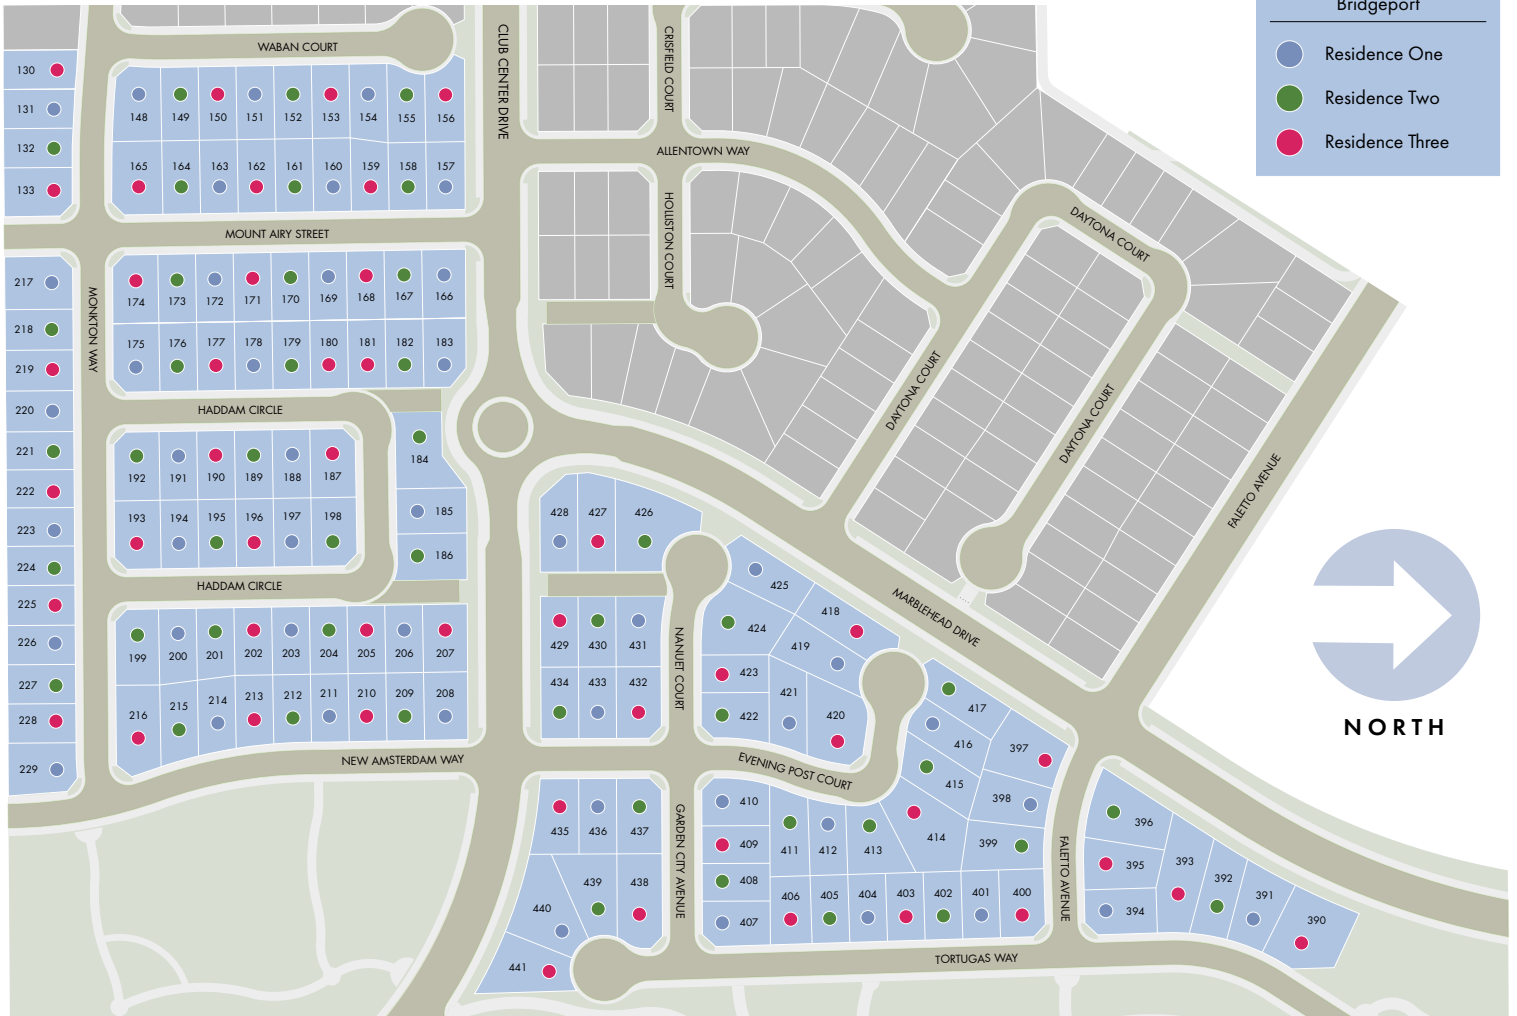 Bridgeport
Residence One
Residence Two
Residence Three
WABAN COURT
CLUB CENTER DRIVE
CRISFIELD COURT
ALLENTOWN WAY
HOLLISTON COURT
DAYTONA COURT
DAYTONA COURT
DAYTONA COURT
MOUNT AIRY STREET
MONKTON WAY
HADDAM CIRCLE
HADDAM CIRCLE
NEW AMSTERDAM WAY
NANUET COURT
MARBLEHEAD DRIVE
FALETTO AVENUE
EVENING POST COURT
GARDEN CITY AVENUE
FALETTO AVENUE
TORTUGAS WAY
NORTH
130
131
132
133
148 149 150 151 152 153 154 155 156
165 164 163 162 161 160 159 158 157
217
218
219
220
221
222
223
224
225
226
227
228
229
174 173 172 171 170 169 168 167 166
175 176 177 178 179 180 181 182 183
184
185
186
192 191 190 189 188 187
193 194 195 196 197 198
199 200 201 202 203 204 205 206 207
216 215 214 213 212 211 210 209 208
428 427 426
429 430 431
434 433 432
425
424
423
422
418
419
421
420
417
416
415
414
397
398
399
410
409
408
407
411 412 413
406 405 404 403 402 401 400
435 436 437
440 439 438
441
396
395
394
393
392
391
390